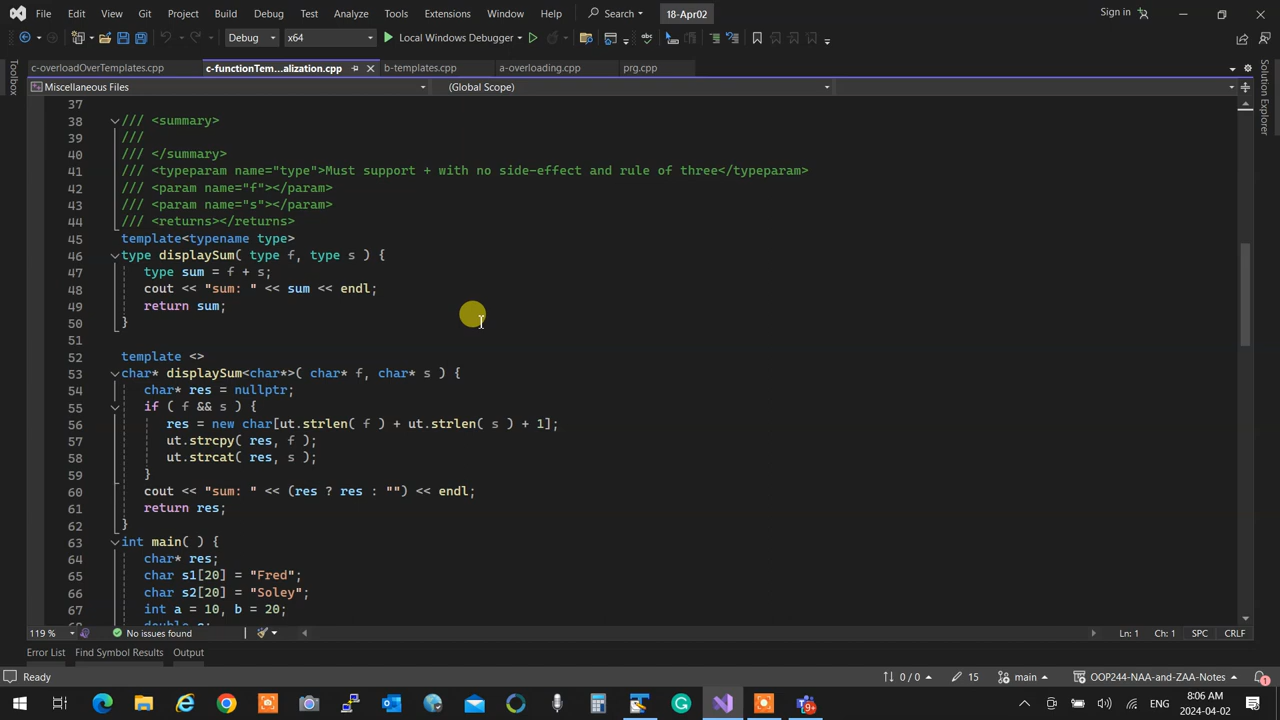 File Edit View Git Project Build Debug Test Analyze Tools Extensions Window Help Search 18-Apr02 Sign in
Debug x64 Local Windows Debugger
c-overloadOverTemplates.cpp c-functionTem...alization.cpp b-templates.cpp a-overloading.cpp prg.cpp
Toolbox
Miscellaneous Files (Global Scope)
Solution Explorer
37
38 /// <summary>
39 ///
40 /// </summary>
41 /// <typeparam name="type">Must support + with no side-effect and rule of three</typeparam>
42 /// <param name="f"></param>
43 /// <param name="s"></param>
44 /// <returns></returns>
45 template<typename type>
46 type displaySum( type f, type s ) {
47 type sum = f + s;
48 cout << "sum: " << sum << endl;
49 return sum;
50 }
51
52 template <>
53 char* displaySum<char*>( char* f, char* s ) {
54 char* res = nullptr;
55 if ( f && s ) {
56 res = new char[ut.strlen( f ) + ut.strlen( s ) + 1];
57 ut.strcpy( res, f );
58 ut.strcat( res, s );
59 }
60 cout << "sum: " << (res ? res : "") << endl;
61 return res;
62 }
63 int main( ) {
64 char* res;
65 char s1[20] = "Fred";
66 char s2[20] = "Soley";
67 int a = 10, b = 20;
119 % No issues found Ln: 1 Ch: 1 SPC CRLF
Error List Find Symbol Results Output
Ready 0 / 0 15 main OOP244-NAA-and-ZAA-Notes 1
9+ ENG 8:06 AM
2024-04-02